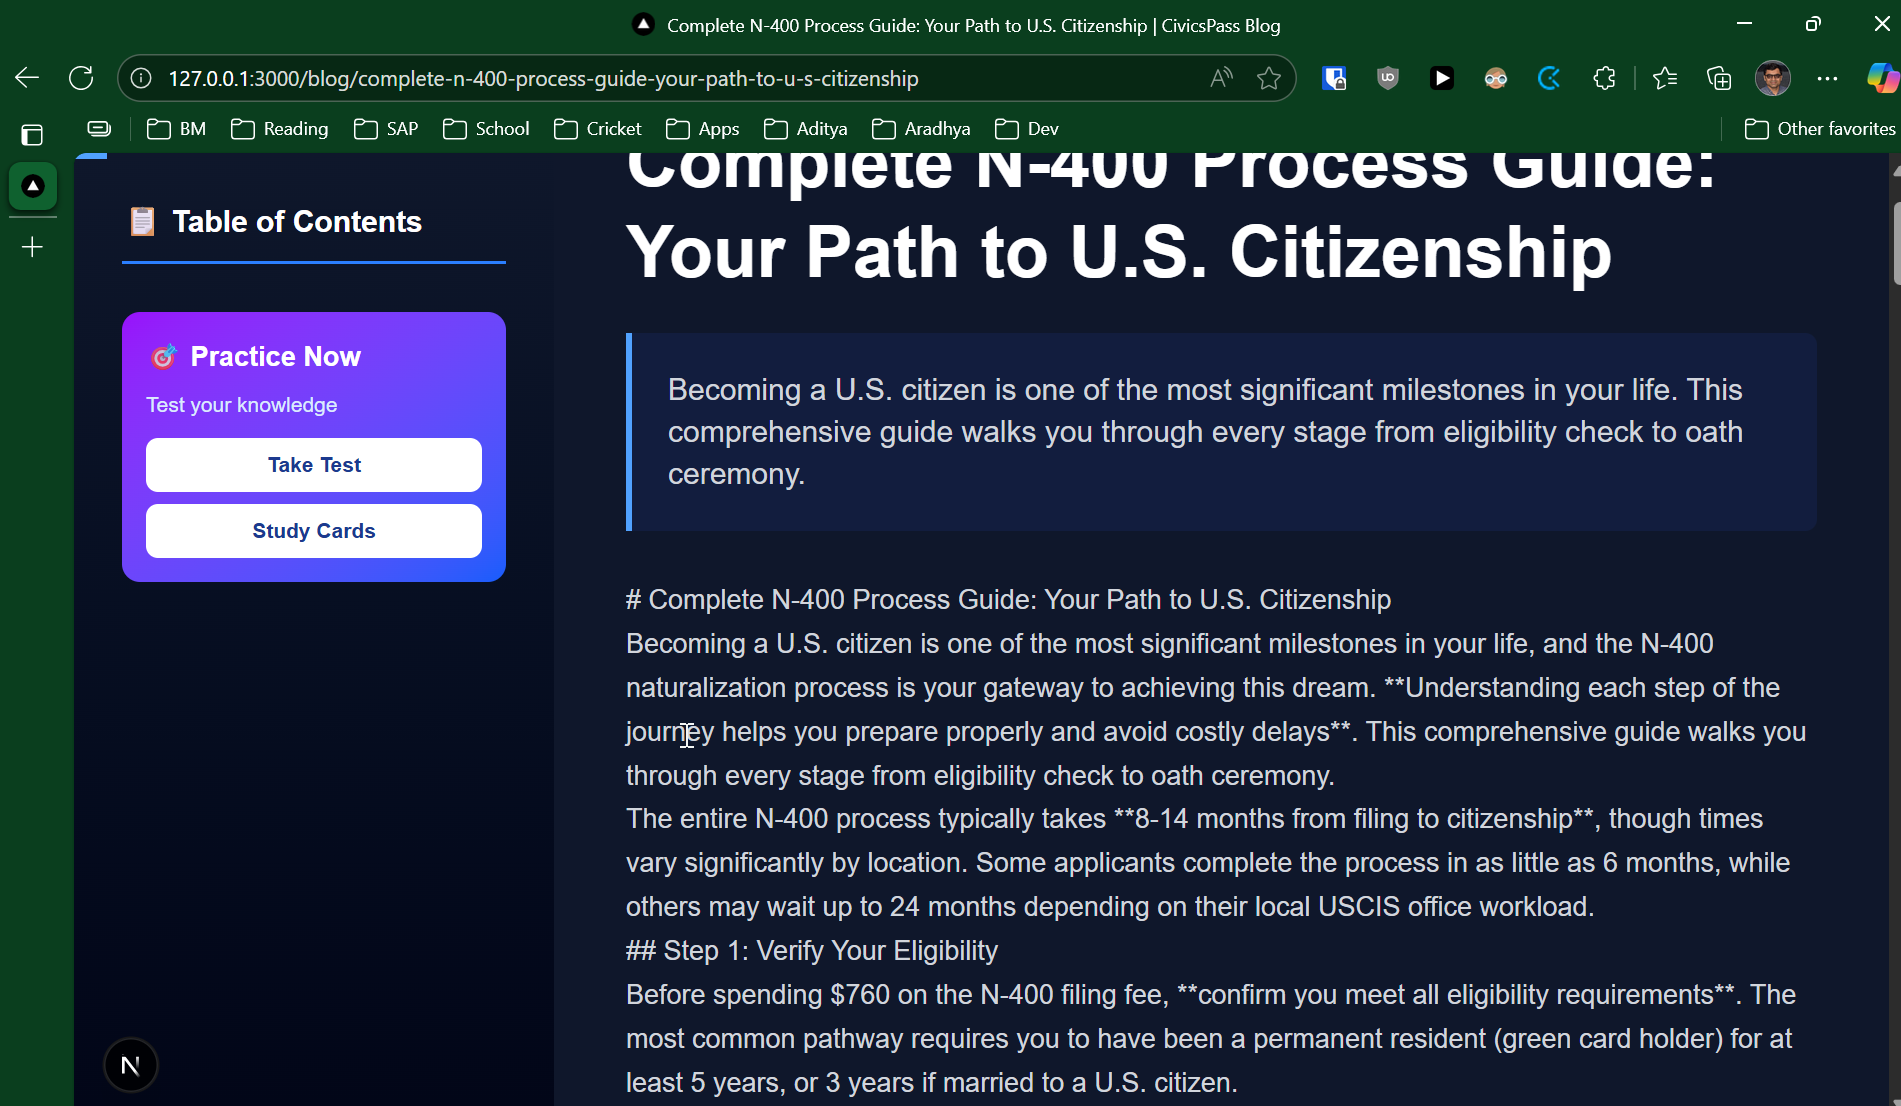 Complete N-400 Process Guide: Your Path to U.S. Citizenship | CivicsPass Blog
127.0.0.1:3000/blog/complete-n-400-process-guide-your-path-to-u-s-citizenship
BM
Reading
SAP
School
Cricket
Apps
Aditya
Aradhya
Dev
Other favorites
Table of Contents
Practice Now
Test your knowledge
Take Test
Study Cards
N
Complete N-400 Process Guide:
Your Path to U.S. Citizenship
Becoming a U.S. citizen is one of the most significant milestones in your life. This
comprehensive guide walks you through every stage from eligibility check to oath
ceremony.
# Complete N-400 Process Guide: Your Path to U.S. Citizenship
Becoming a U.S. citizen is one of the most significant milestones in your life, and the N-400
naturalization process is your gateway to achieving this dream. **Understanding each step of the
journey helps you prepare properly and avoid costly delays**. This comprehensive guide walks you
through every stage from eligibility check to oath ceremony.
The entire N-400 process typically takes **8-14 months from filing to citizenship**, though times
vary significantly by location. Some applicants complete the process in as little as 6 months, while
others may wait up to 24 months depending on their local USCIS office workload.
## Step 1: Verify Your Eligibility
Before spending $760 on the N-400 filing fee, **confirm you meet all eligibility requirements**. The
most common pathway requires you to have been a permanent resident (green card holder) for at
least 5 years, or 3 years if married to a U.S. citizen.